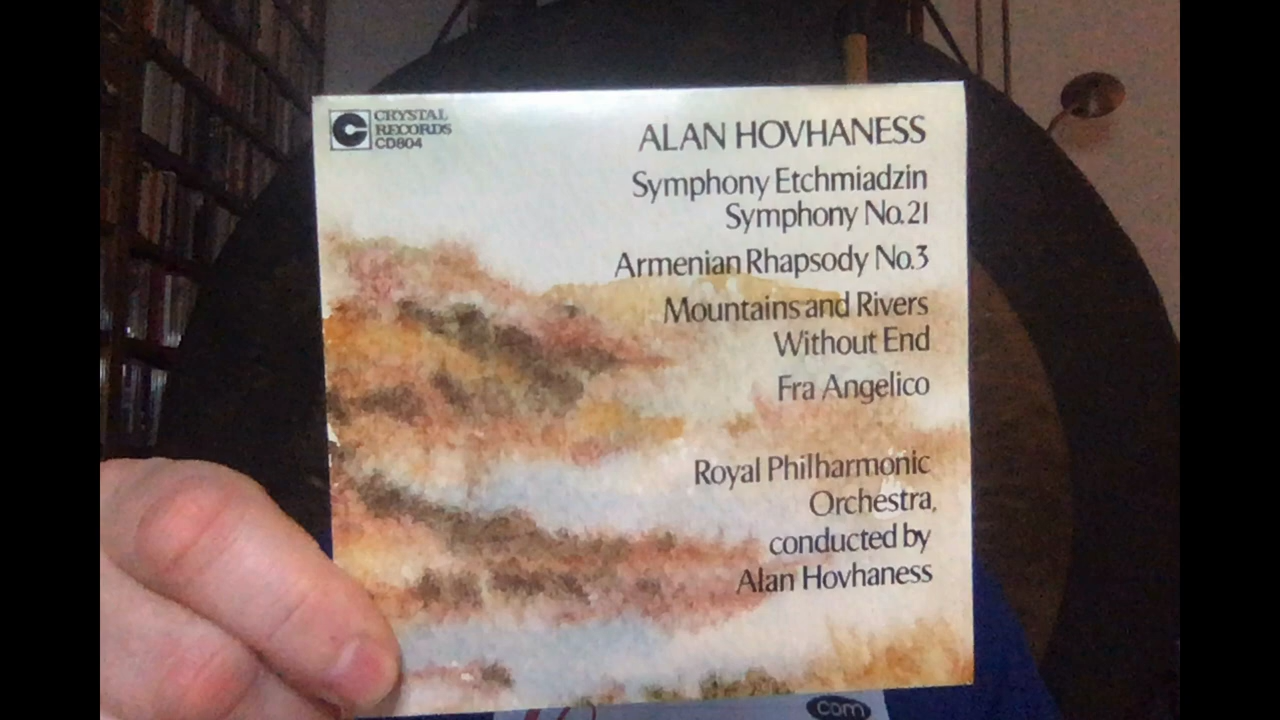 CRYSTAL
RECORDS
CD804
ALAN HOVHANESS
Symphony Etchmiadzin
Symphony No.21
Armenian Rhapsody No.3
Mountains and Rivers
Without End
Fra Angelico
Royal Philharmonic
Orchestra,
conducted by
Alan Hovhaness
com